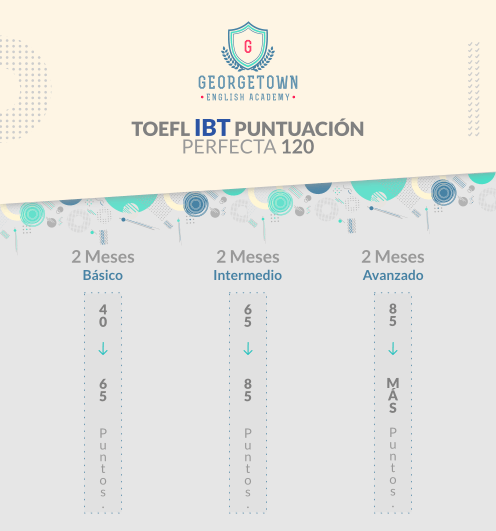 G
GEORGETOWN
• ENGLISH ACADEMY •
TOEFL IBT PUNTUACIÓN
PERFECTA 120
2 Meses
Básico
40
↓
65
Puntos.
2 Meses
Intermedio
65
↓
85
Puntos.
2 Meses
Avanzado
85
↓
MÁS
Puntos.